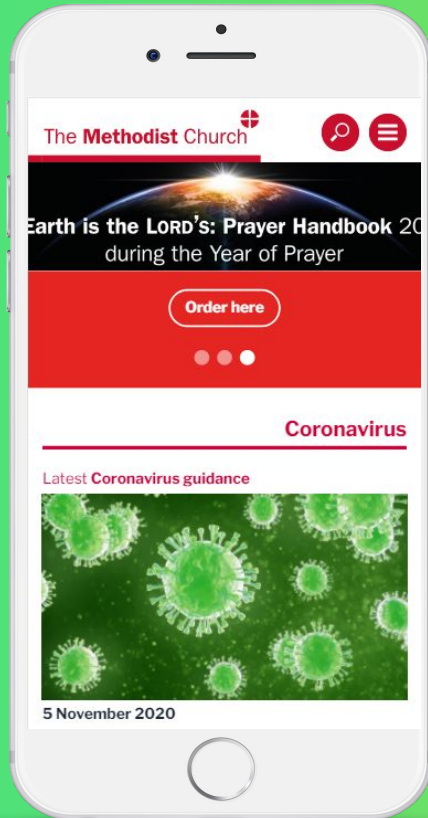 The Methodist Church
Earth is the LORD'S: Prayer Handbook 20
during the Year of Prayer
Order here
Coronavirus
Latest Coronavirus guidance
5 November 2020